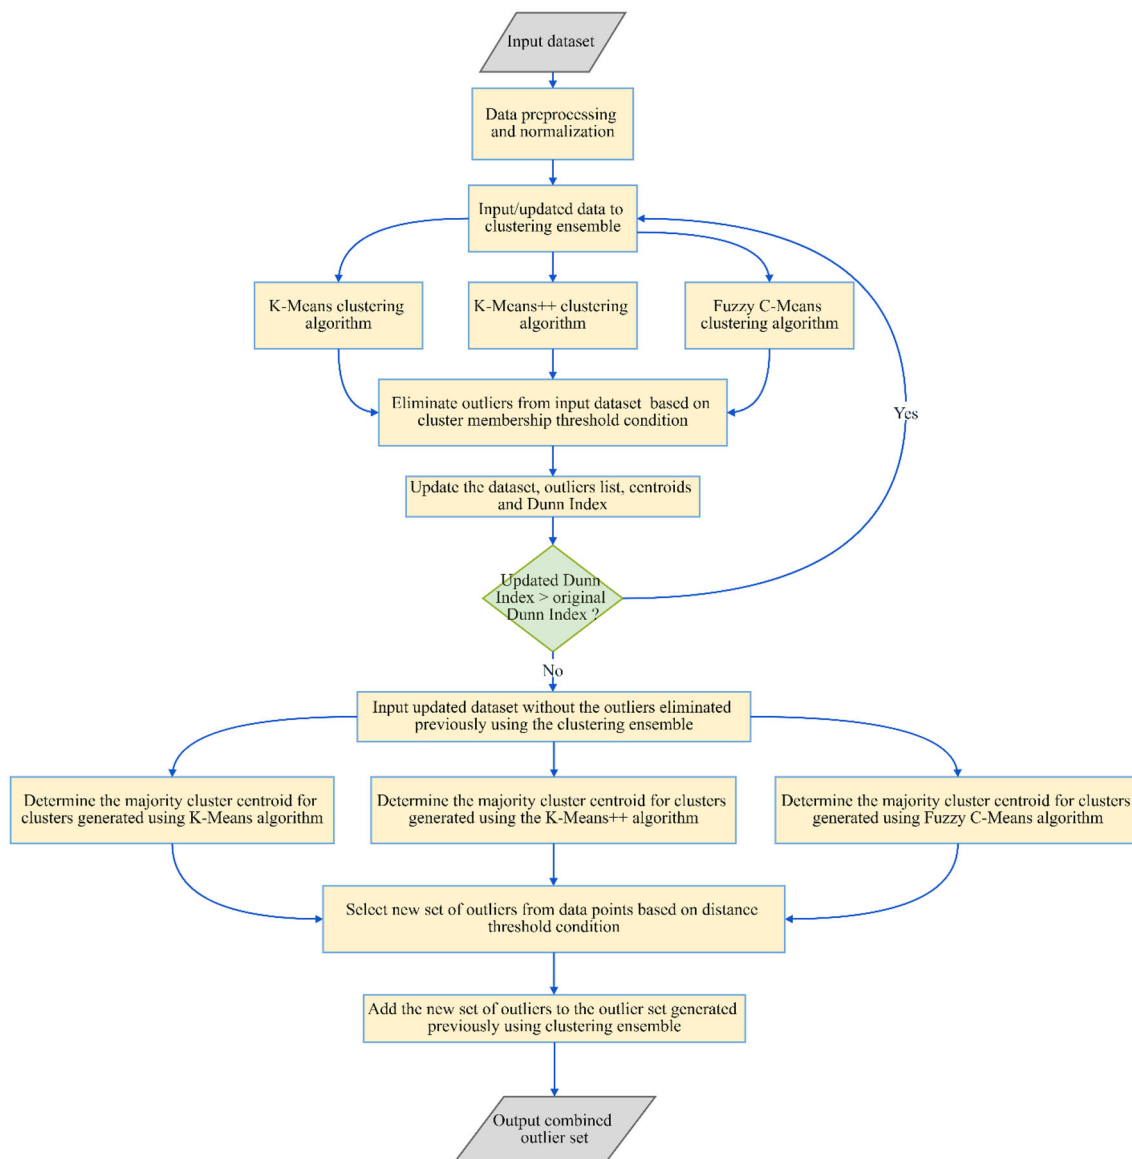 Input dataset
Data preprocessing
and normalization
Input/updated data to
clustering ensemble
K-Means clustering
algorithm
K-Means++ clustering
algorithm
Fuzzy C-Means
clustering algorithm
Eliminate outliers from input dataset based on
cluster membership threshold condition
Yes
Update the dataset, outliers list, centroids
and Dunn Index
Updated Dunn
Index > original
Dunn Index ?
No
Input updated dataset without the outliers eliminated
previously using the clustering ensemble
Determine the majority cluster centroid for
clusters generated using K-Means algorithm
Determine the majority cluster centroid for clusters
generated using the K-Means++ algorithm
Determine the majority cluster centroid for clusters
generated using Fuzzy C-Means algorithm
Select new set of outliers from data points based on distance
threshold condition
Add the new set of outliers to the outlier set generated
previously using clustering ensemble
Output combined
outlier set